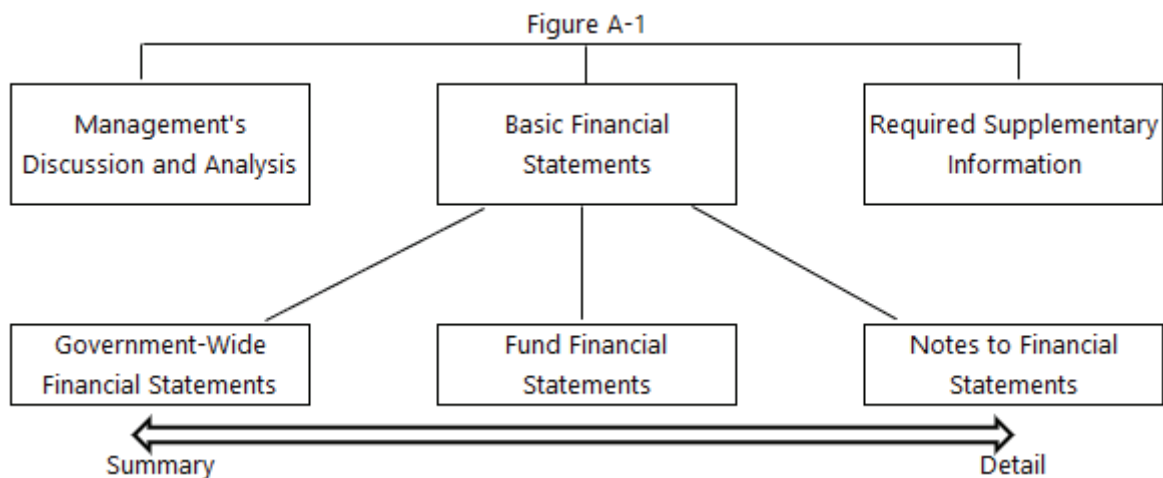 Figure A-1
Management's
Discussion and Analysis
Basic Financial
Statements
Required Supplementary
Information
Government-Wide
Financial Statements
Fund Financial
Statements
Notes to Financial
Statements
Summary
Detail